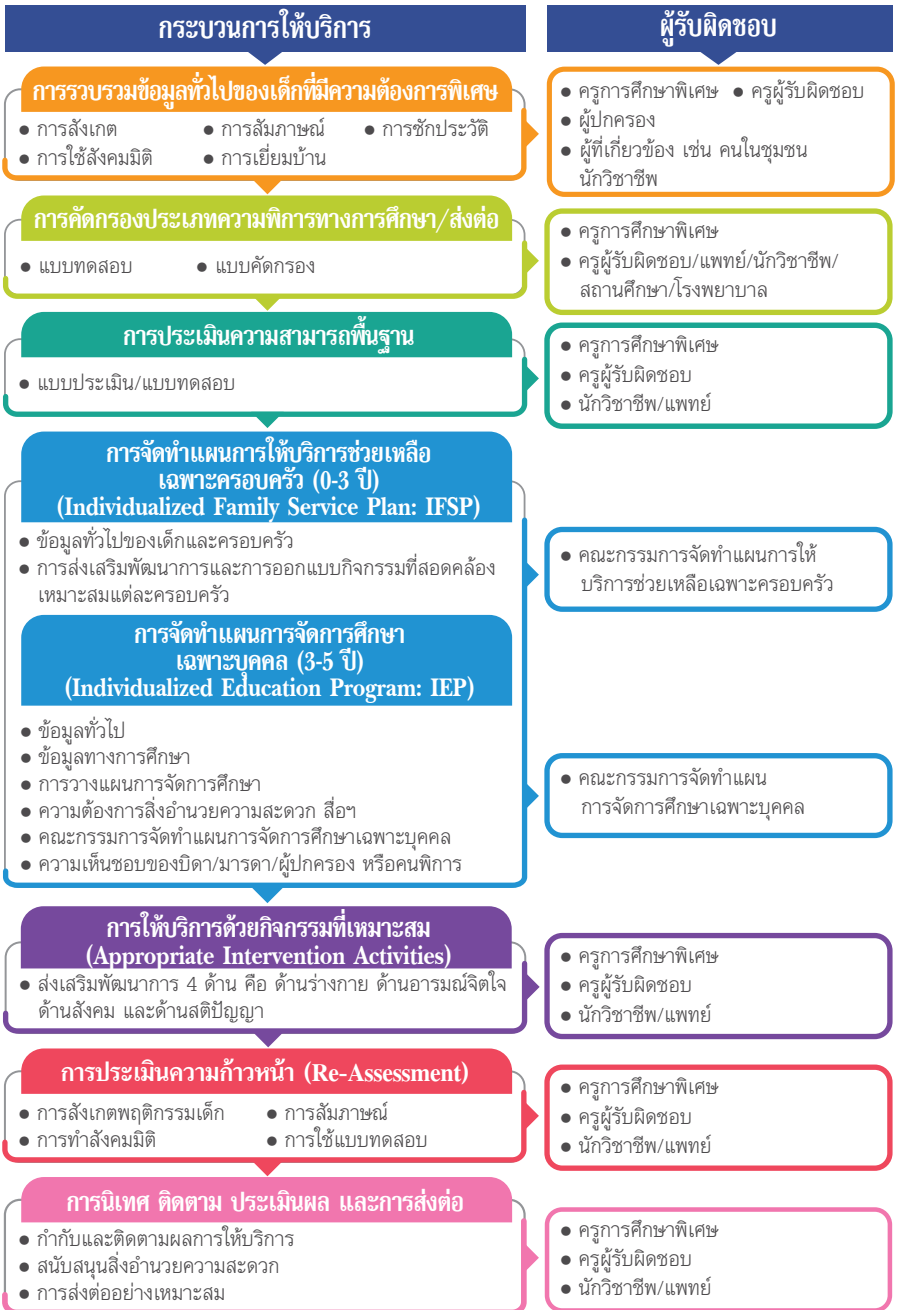 กระบวนการให้บริการ
ผู้รับผิดชอบ
การรวบรวมข้อมูลทั่วไปของเด็กที่มีความต้องการพิเศษ
● การสังเกต ● การสัมภาษณ์ ● การซักประวัติ
● การใช้สังคมมิติ ● การเยี่ยมบ้าน
● ครูการศึกษาพิเศษ ● ครูผู้รับผิดชอบ
● ผู้ปกครอง
● ผู้ที่เกี่ยวข้อง เช่น คนในชุมชน
นักวิชาชีพ
การคัดกรองประเภทความพิการทางการศึกษา/ส่งต่อ
● แบบทดสอบ ● แบบคัดกรอง
● ครูการศึกษาพิเศษ
● ครูผู้รับผิดชอบ/แพทย์/นักวิชาชีพ/
สถานศึกษา/โรงพยาบาล
การประเมินความสามารถพื้นฐาน
● แบบประเมิน/แบบทดสอบ
● ครูการศึกษาพิเศษ
● ครูผู้รับผิดชอบ
● นักวิชาชีพ/แพทย์
การจัดทำแผนการให้บริการช่วยเหลือ
เฉพาะครอบครัว (0-3 ปี)
(Individualized Family Service Plan: IFSP)
● ข้อมูลทั่วไปของเด็กและครอบครัว
● การส่งเสริมพัฒนาการและการออกแบบกิจกรรมที่สอดคล้อง
เหมาะสมแต่ละครอบครัว
● คณะกรรมการจัดทำแผนการให้
บริการช่วยเหลือเฉพาะครอบครัว
การจัดทำแผนการจัดการศึกษา
เฉพาะบุคคล (3-5 ปี)
(Individualized Education Program: IEP)
● ข้อมูลทั่วไป
● ข้อมูลทางการศึกษา
● การวางแผนการจัดการศึกษา
● ความต้องการสิ่งอำนวยความสะดวก สื่อฯ
● คณะกรรมการจัดทำแผนการจัดการศึกษาเฉพาะบุคคล
● ความเห็นชอบของบิดา/มารดา/ผู้ปกครอง หรือคนพิการ
● คณะกรรมการจัดทำแผน
การจัดการศึกษาเฉพาะบุคคล
การให้บริการด้วยกิจกรรมที่เหมาะสม
(Appropriate Intervention Activities)
● ส่งเสริมพัฒนาการ 4 ด้าน คือ ด้านร่างกาย ด้านอารมณ์จิตใจ
ด้านสังคม และด้านสติปัญญา
● ครูการศึกษาพิเศษ
● ครูผู้รับผิดชอบ
● นักวิชาชีพ/แพทย์
การประเมินความก้าวหน้า (Re-Assessment)
● การสังเกตพฤติกรรมเด็ก ● การสัมภาษณ์
● การทำสังคมมิติ ● การใช้แบบทดสอบ
● ครูการศึกษาพิเศษ
● ครูผู้รับผิดชอบ
● นักวิชาชีพ/แพทย์
การนิเทศ ติดตาม ประเมินผล และการส่งต่อ
● กำกับและติดตามผลการให้บริการ
● สนับสนุนสิ่งอำนวยความสะดวก
● การส่งต่ออย่างเหมาะสม
● ครูการศึกษาพิเศษ
● ครูผู้รับผิดชอบ
● นักวิชาชีพ/แพทย์